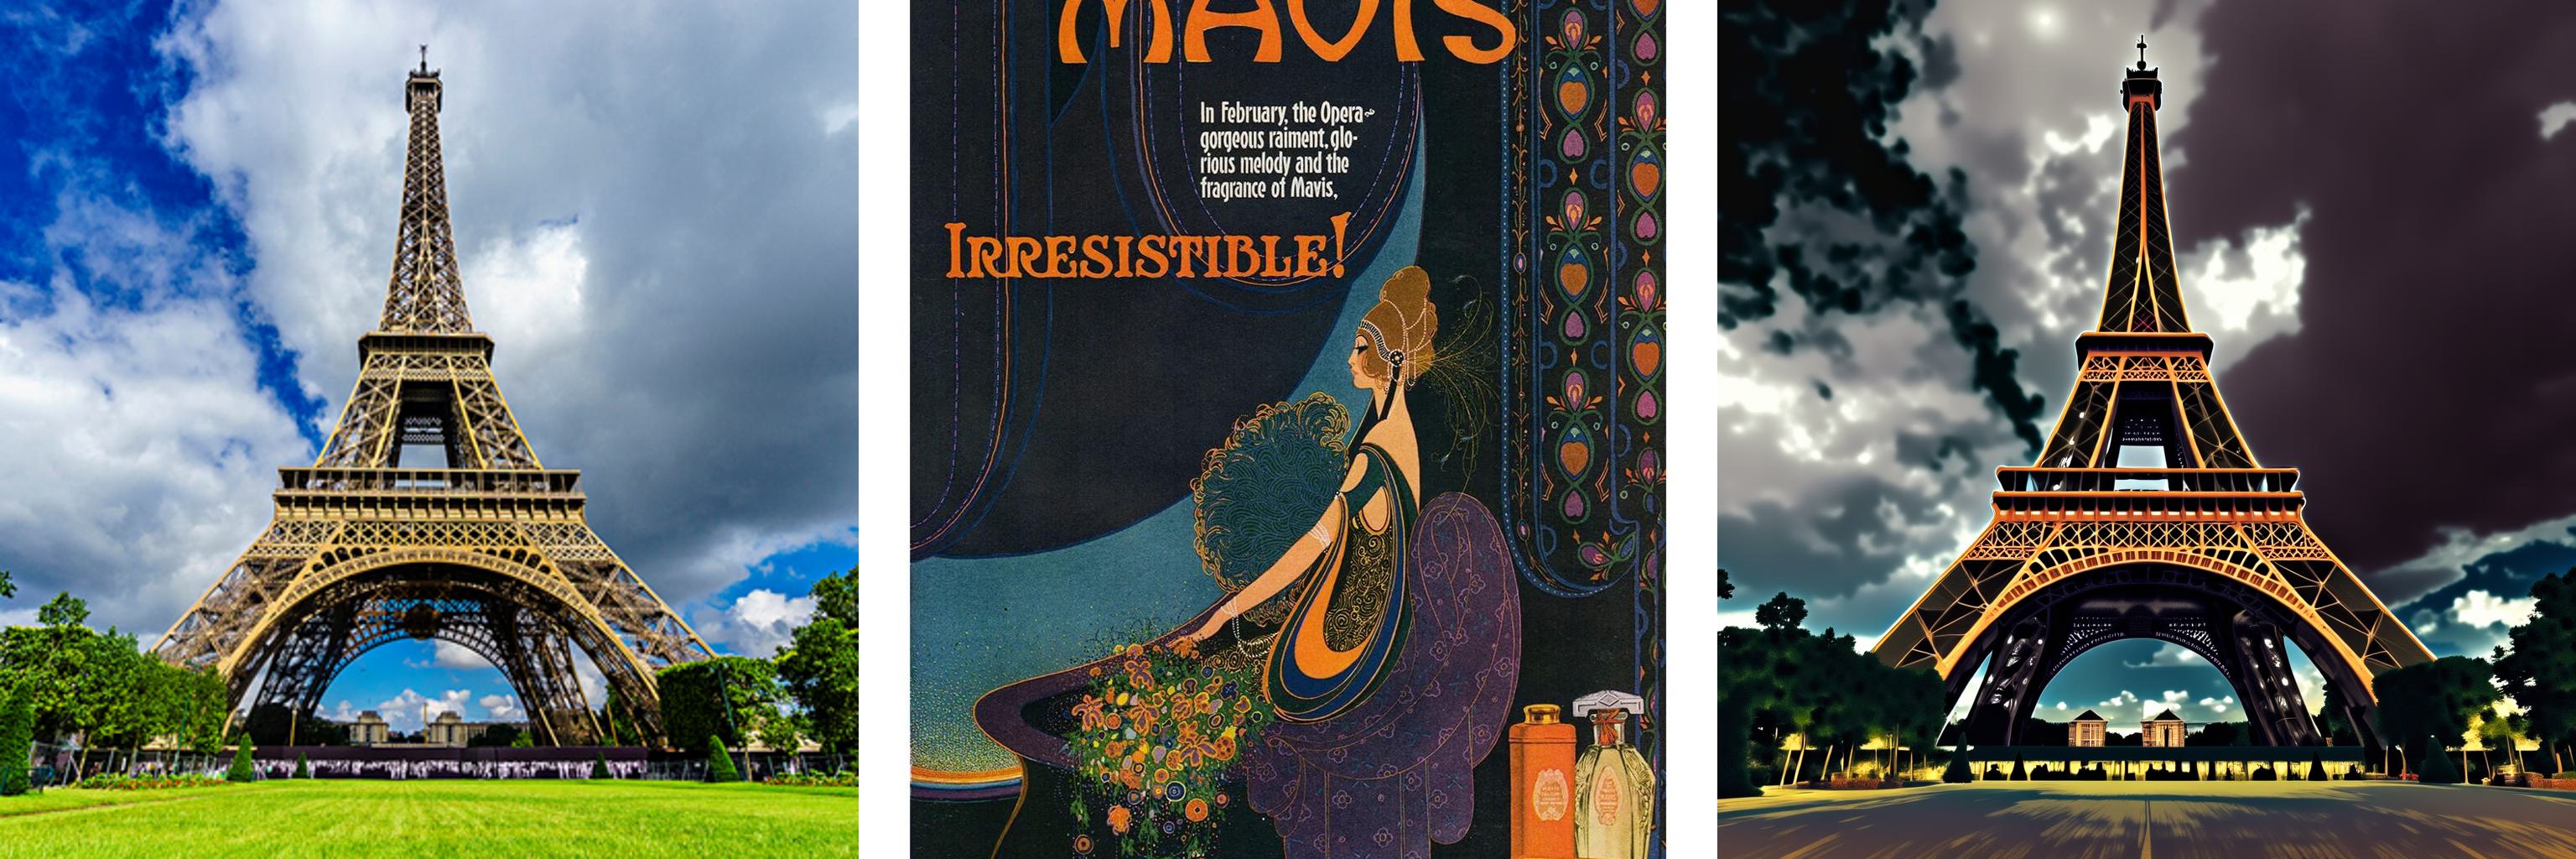 MAVIS
In February, the Opera-
gorgeous raiment, glo-
rious melody and the
fragrance of Mavis,
IRRESISTIBLE!